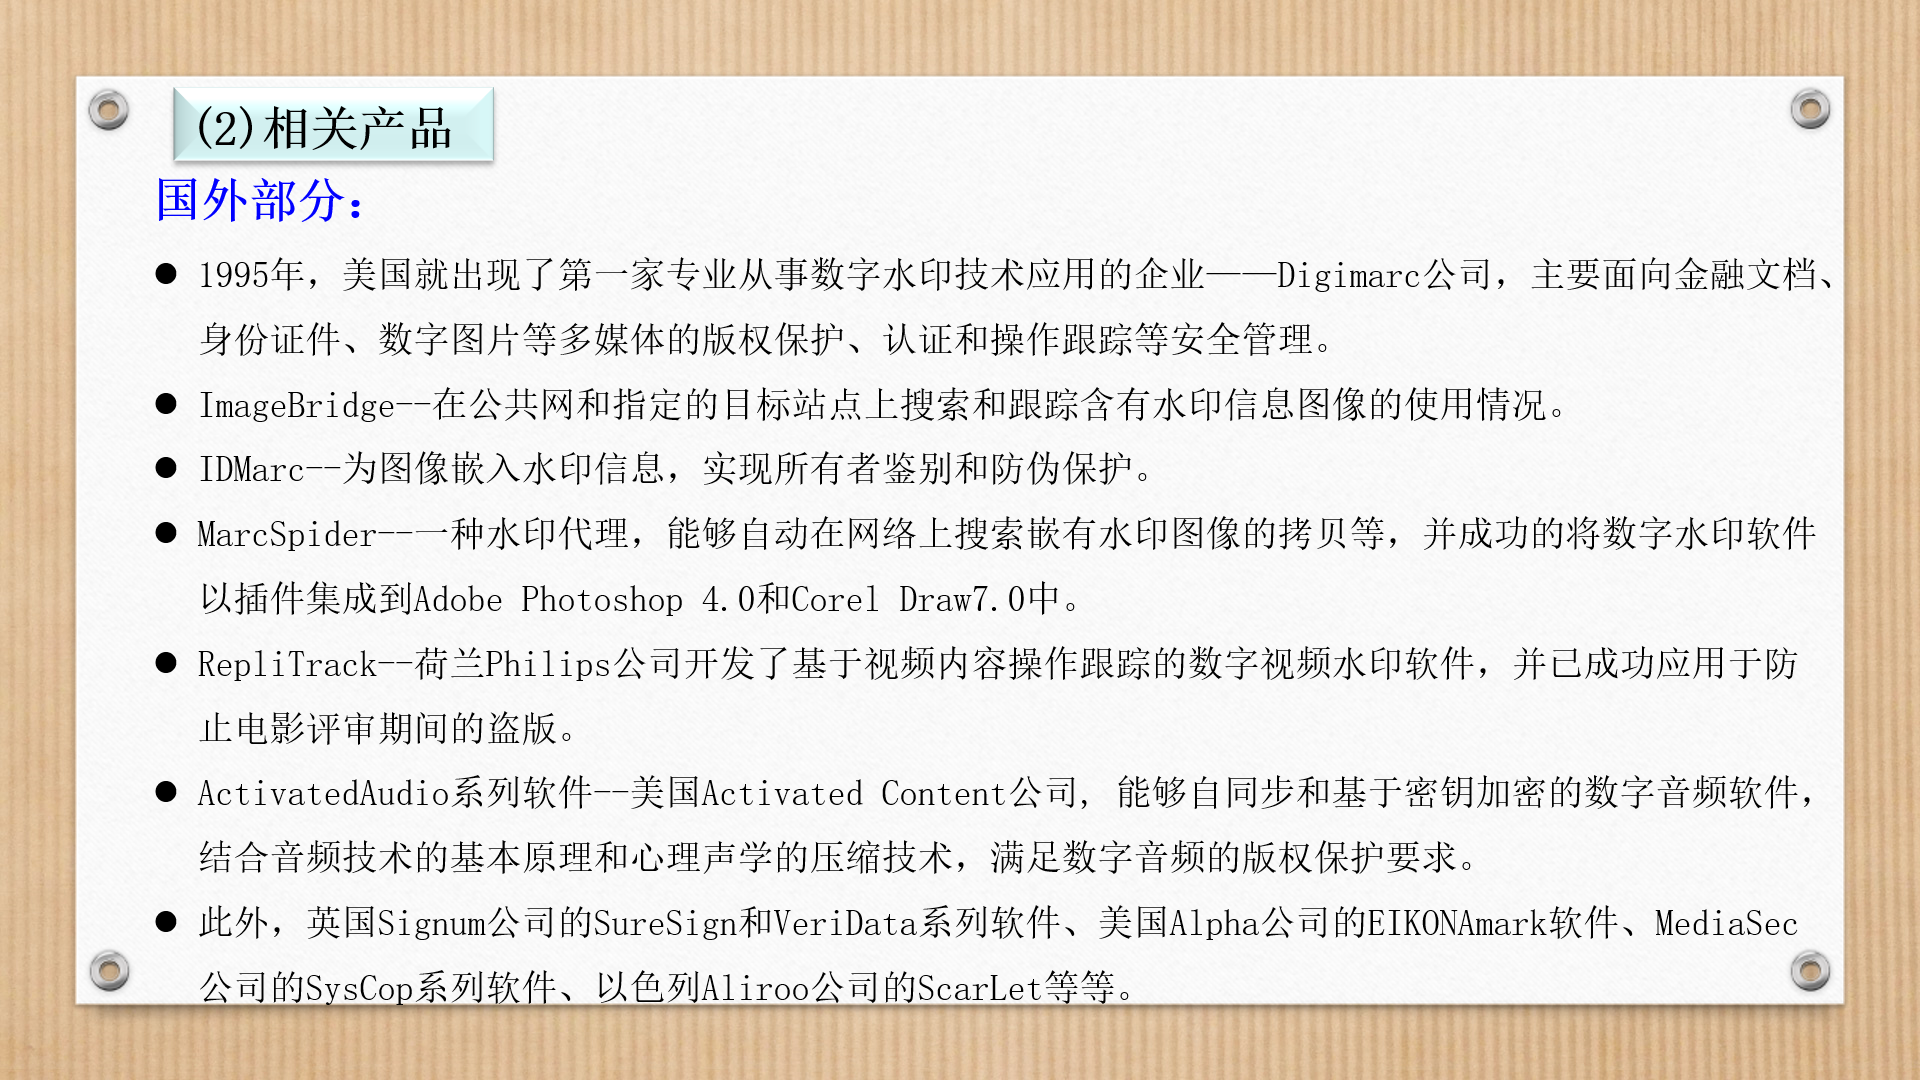 (2)相关产品
国外部分：
● 1995年，美国就出现了第一家专业从事数字水印技术应用的企业——Digimarc公司，主要面向金融文档、
身份证件、数字图片等多媒体的版权保护、认证和操作跟踪等安全管理。
● ImageBridge--在公共网和指定的目标站点上搜索和跟踪含有水印信息图像的使用情况。
● IDMarc--为图像嵌入水印信息，实现所有者鉴别和防伪保护。
● MarcSpider--一种水印代理，能够自动在网络上搜索嵌有水印图像的拷贝等，并成功的将数字水印软件
以插件集成到Adobe Photoshop 4.0和Corel Draw7.0中。
● RepliTrack--荷兰Philips公司开发了基于视频内容操作跟踪的数字视频水印软件，并已成功应用于防
止电影评审期间的盗版。
● ActivatedAudio系列软件--美国Activated Content公司, 能够自同步和基于密钥加密的数字音频软件，
结合音频技术的基本原理和心理声学的压缩技术，满足数字音频的版权保护要求。
● 此外，英国Signum公司的SureSign和VeriData系列软件、美国Alpha公司的EIKONAmark软件、MediaSec
公司的SysCop系列软件、以色列Aliroo公司的ScarLet等等。